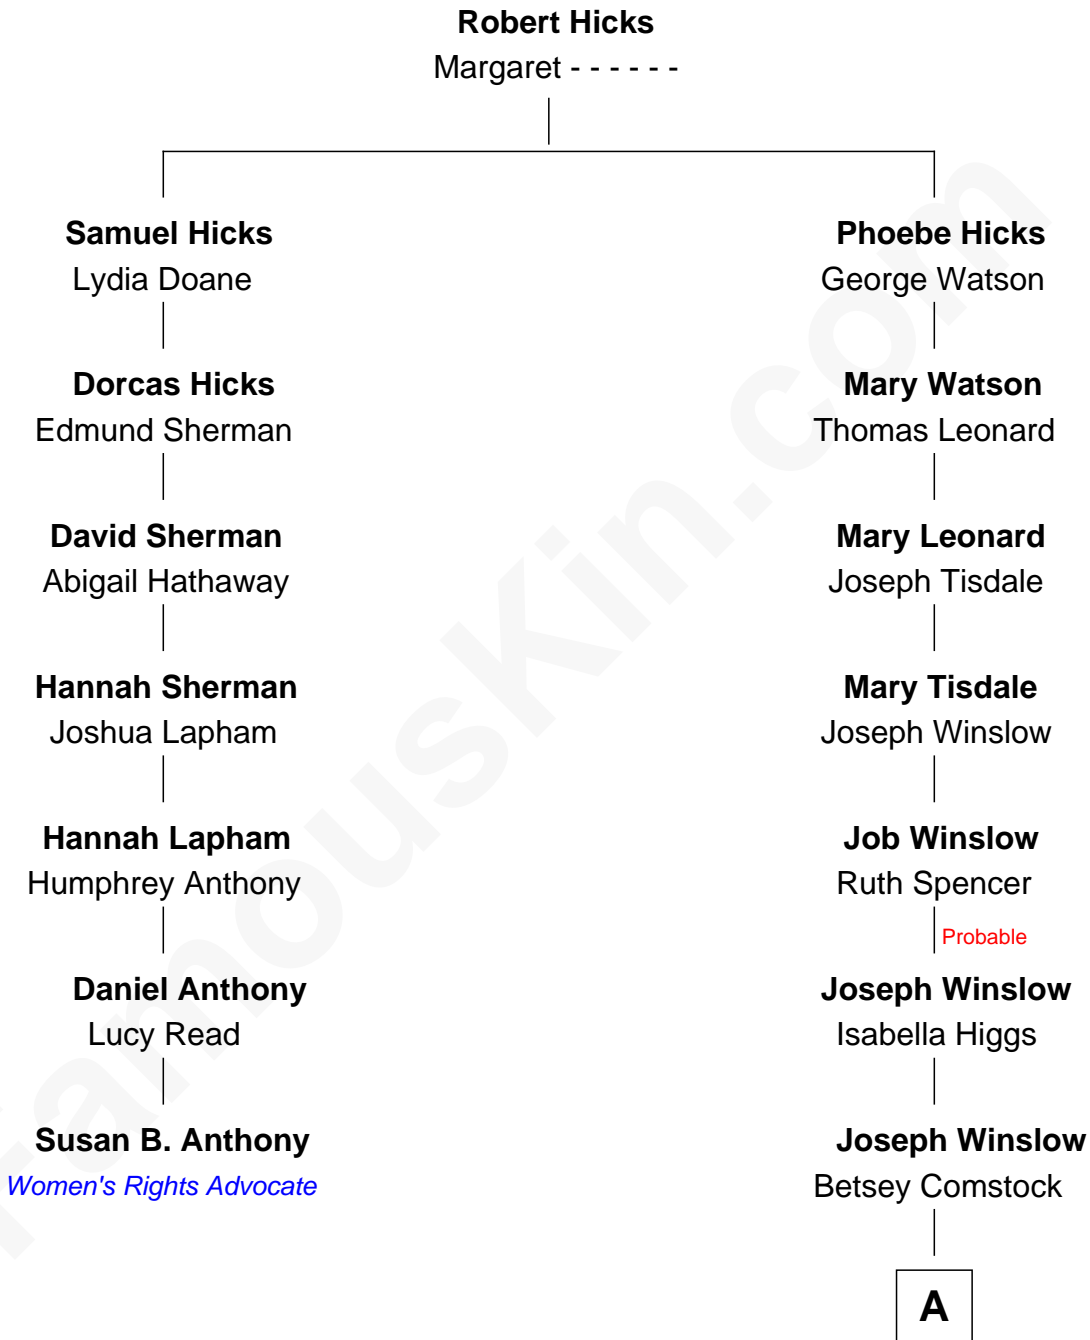 Robert Hicks
Margaret - - - - - -
Samuel Hicks
Lydia Doane
Phoebe Hicks
George Watson
Dorcas Hicks
Edmund Sherman
Mary Watson
Thomas Leonard
David Sherman
Abigail Hathaway
Mary Leonard
Joseph Tisdale
Hannah Sherman
Joshua Lapham
Mary Tisdale
Joseph Winslow
Hannah Lapham
Humphrey Anthony
Job Winslow
Ruth Spencer
Probable
Daniel Anthony
Lucy Read
Joseph Winslow
Isabella Higgs
Susan B. Anthony
Women's Rights Advocate
Joseph Winslow
Betsey Comstock
A
FamousKin.com